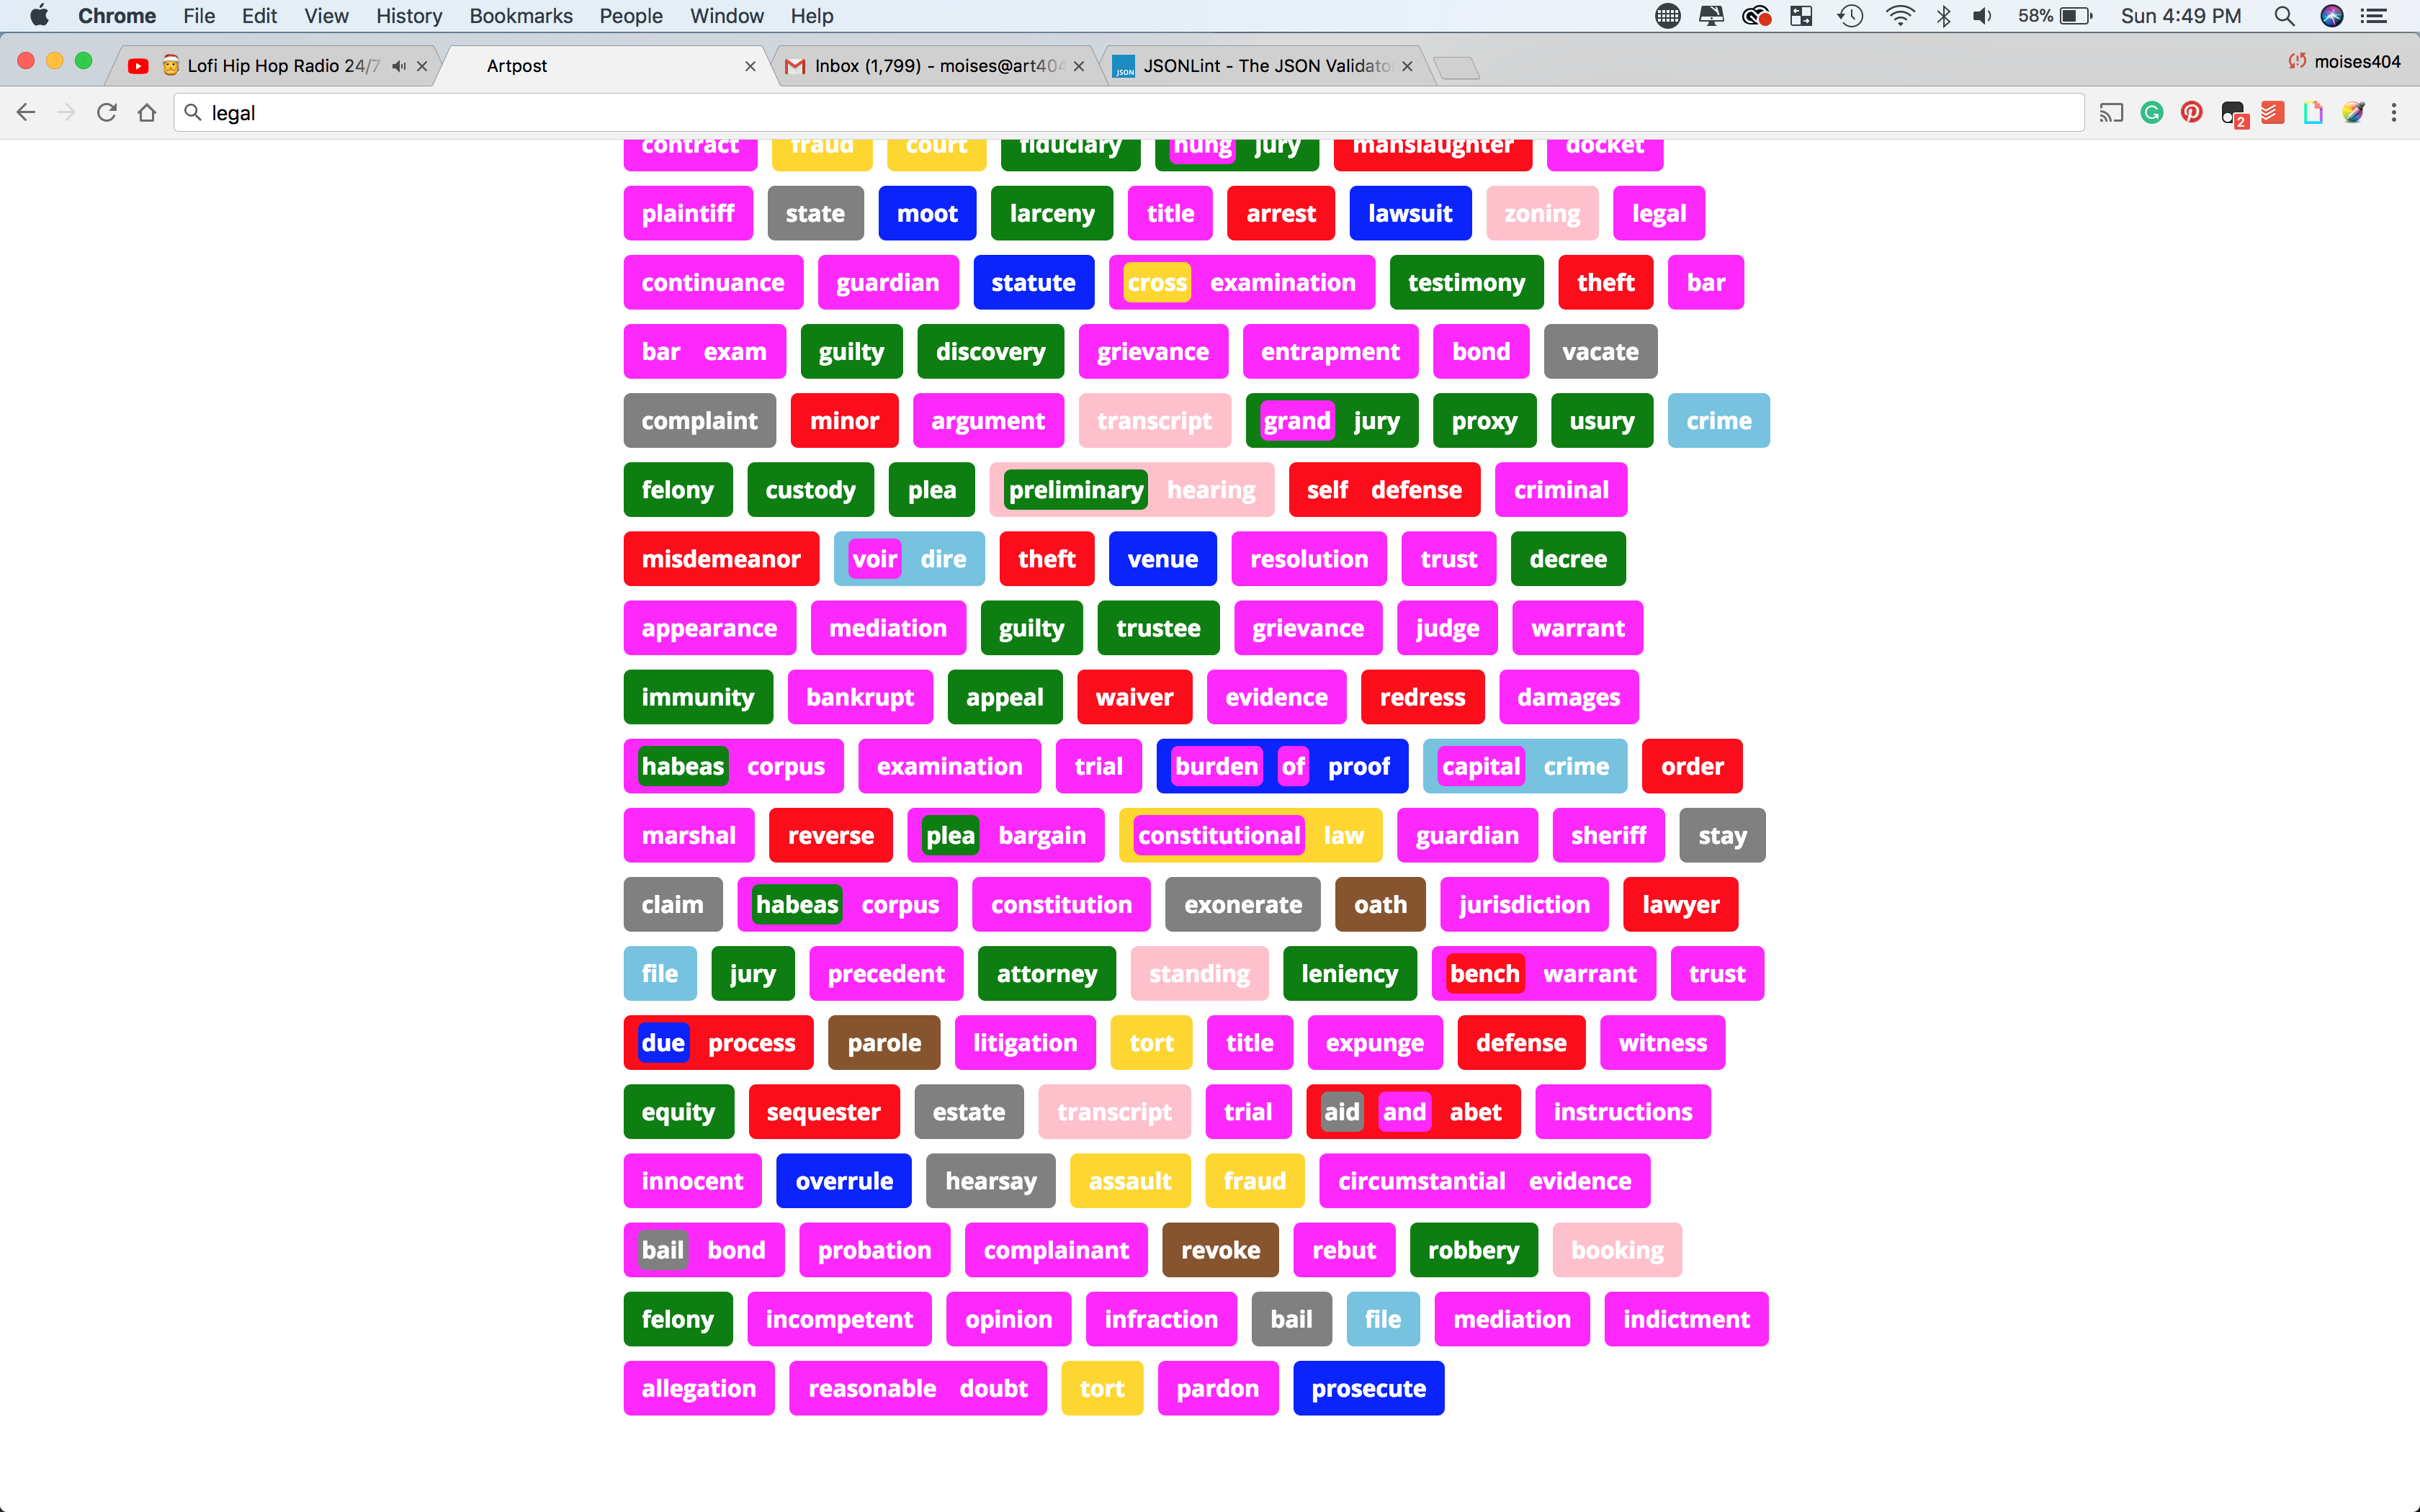 Chrome File Edit View History Bookmarks People Window Help 58% Sun 4:49 PM
Lofi Hip Hop Radio 24/7 Artpost Inbox (1,799) - moises@art404 JSON JSONLint - The JSON Validator moises404
legal 2
contract fraud court fiduciary hung jury manslaughter docket
plaintiff state moot larceny title arrest lawsuit zoning legal
continuance guardian statute cross examination testimony theft bar
bar exam guilty discovery grievance entrapment bond vacate
complaint minor argument transcript grand jury proxy usury crime
felony custody plea preliminary hearing self defense criminal
misdemeanor voir dire theft venue resolution trust decree
appearance mediation guilty trustee grievance judge warrant
immunity bankrupt appeal waiver evidence redress damages
habeas corpus examination trial burden of proof capital crime order
marshal reverse plea bargain constitutional law guardian sheriff stay
claim habeas corpus constitution exonerate oath jurisdiction lawyer
file jury precedent attorney standing leniency bench warrant trust
due process parole litigation tort title expunge defense witness
equity sequester estate transcript trial aid and abet instructions
innocent overrule hearsay assault fraud circumstantial evidence
bail bond probation complainant revoke rebut robbery booking
felony incompetent opinion infraction bail file mediation indictment
allegation reasonable doubt tort pardon prosecute